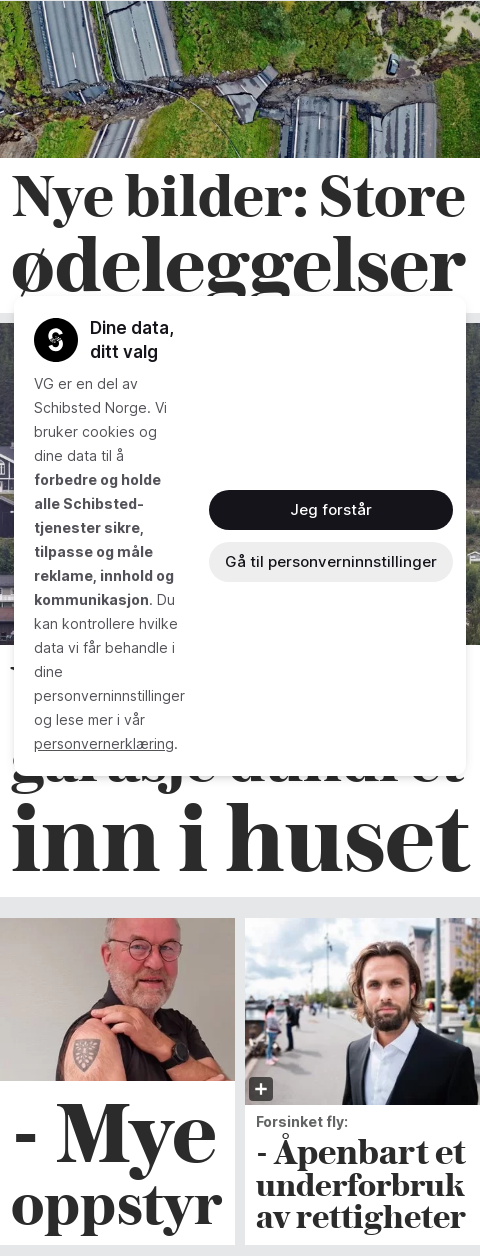 Nye bilder: Store
ødeleggelser
Dine data,
ditt valg
VG er en del av
Schibsted Norge. Vi
bruker cookies og
dine data til å
forbedre og holde
alle Schibsted-
tjenester sikre,
tilpasse og måle
reklame, innhold og
kommunikasjon. Du
kan kontrollere hvilke
data vi får behandle i
dine
personverninnstillinger
og lese mer i vår
personvernerklæring.
Jeg forstår
Gå til personverninnstillinger
inn i huset
- Mye
oppstyr
Forsinket fly:
- Åpenbart et
underforbruk
av rettigheter